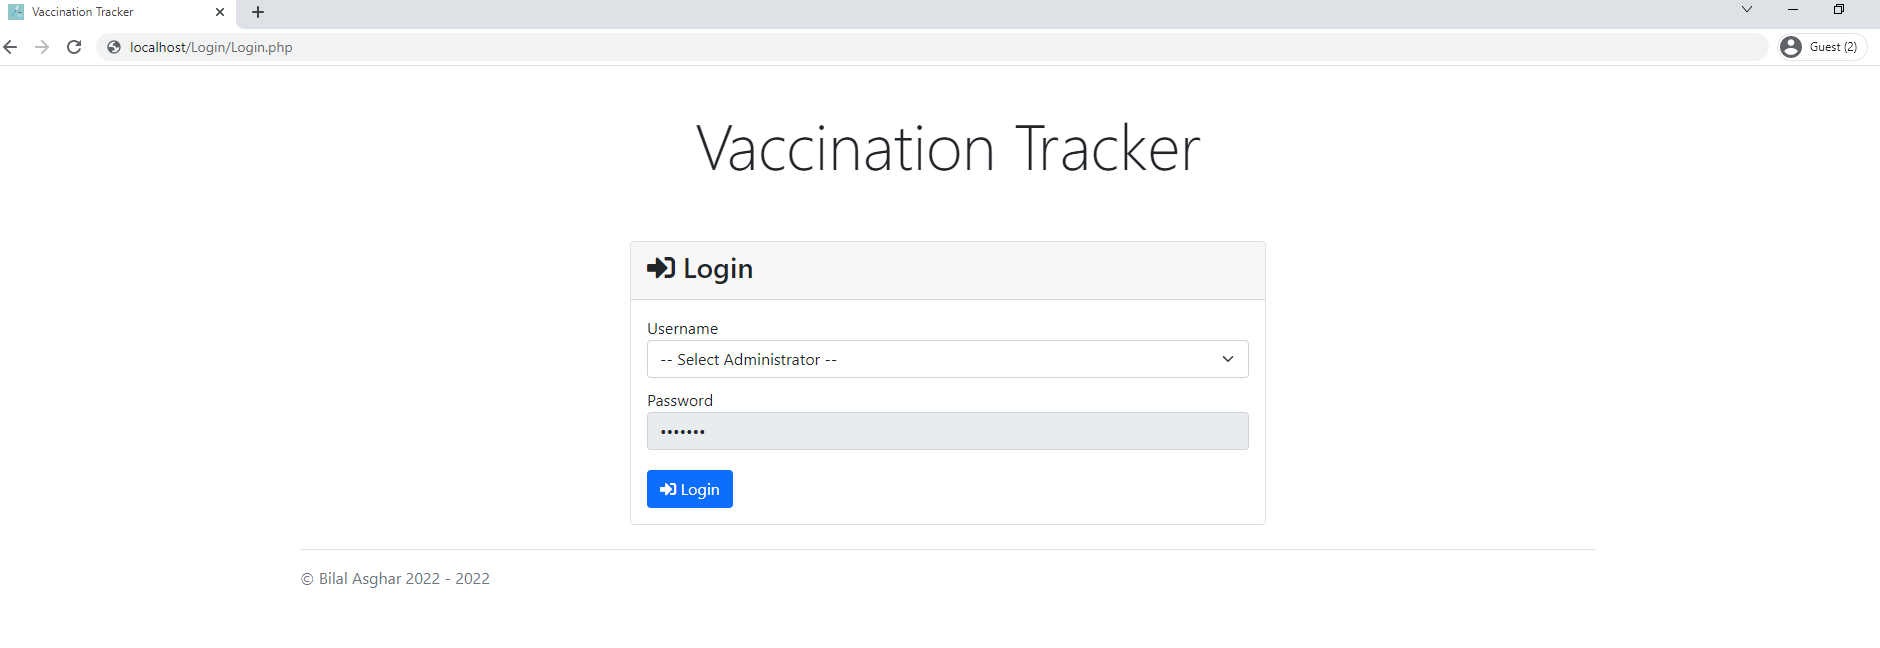 Vaccination Tracker
localhost/Login/Login.php
Guest (2)
Vaccination Tracker
Login
Username
-- Select Administrator --
Password
•••••••
Login
© Bilal Asghar 2022 - 2022